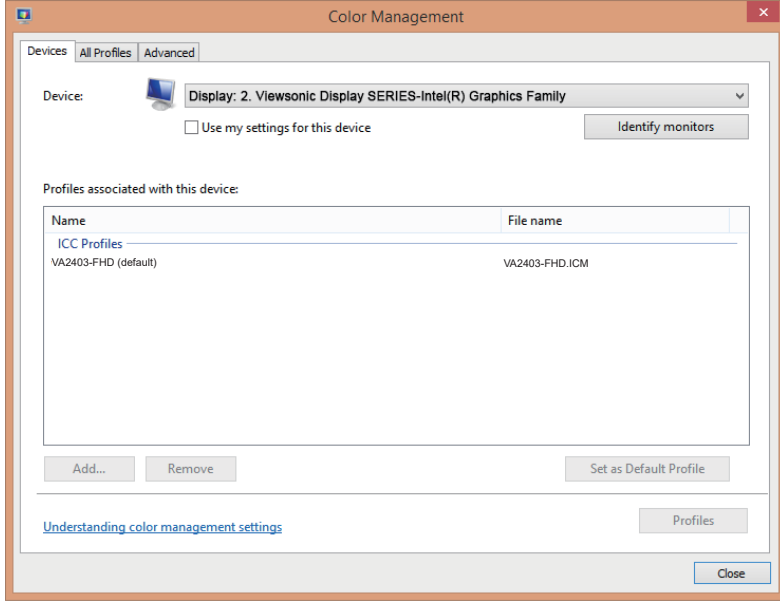 Color Management
Devices All Profiles Advanced
Device: Display: 2. Viewsonic Display SERIES-Intel(R) Graphics Family
Use my settings for this device Identify monitors
Profiles associated with this device:
Name File name
ICC Profiles
VA2403-FHD (default) VA2403-FHD.ICM
Add... Remove Set as Default Profile
Understanding color management settings Profiles
Close